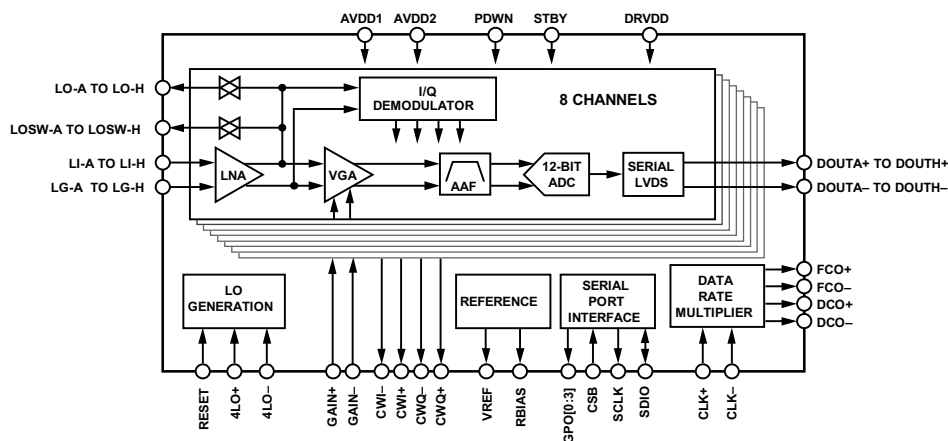 AVDD1
AVDD2
PDWN
STBY
DRVDD
LO-A TO LO-H
LOSW-A TO LOSW-H
LI-A TO LI-H
LG-A TO LG-H
I/Q
DEMODULATOR
8 CHANNELS
LNA
VGA
AAF
12-BIT
ADC
SERIAL
LVDS
DOUTA+ TO DOUTH+
DOUTA– TO DOUTH–
LO
GENERATION
REFERENCE
SERIAL
PORT
INTERFACE
DATA
RATE
MULTIPLIER
FCO+
FCO–
DCO+
DCO–
RESET
4LO+
4LO–
GAIN+
GAIN–
CWI–
CWI+
CWQ–
CWQ+
VREF
RBIAS
GPO[0:3]
CSB
SCLK
SDIO
CLK+
CLK–